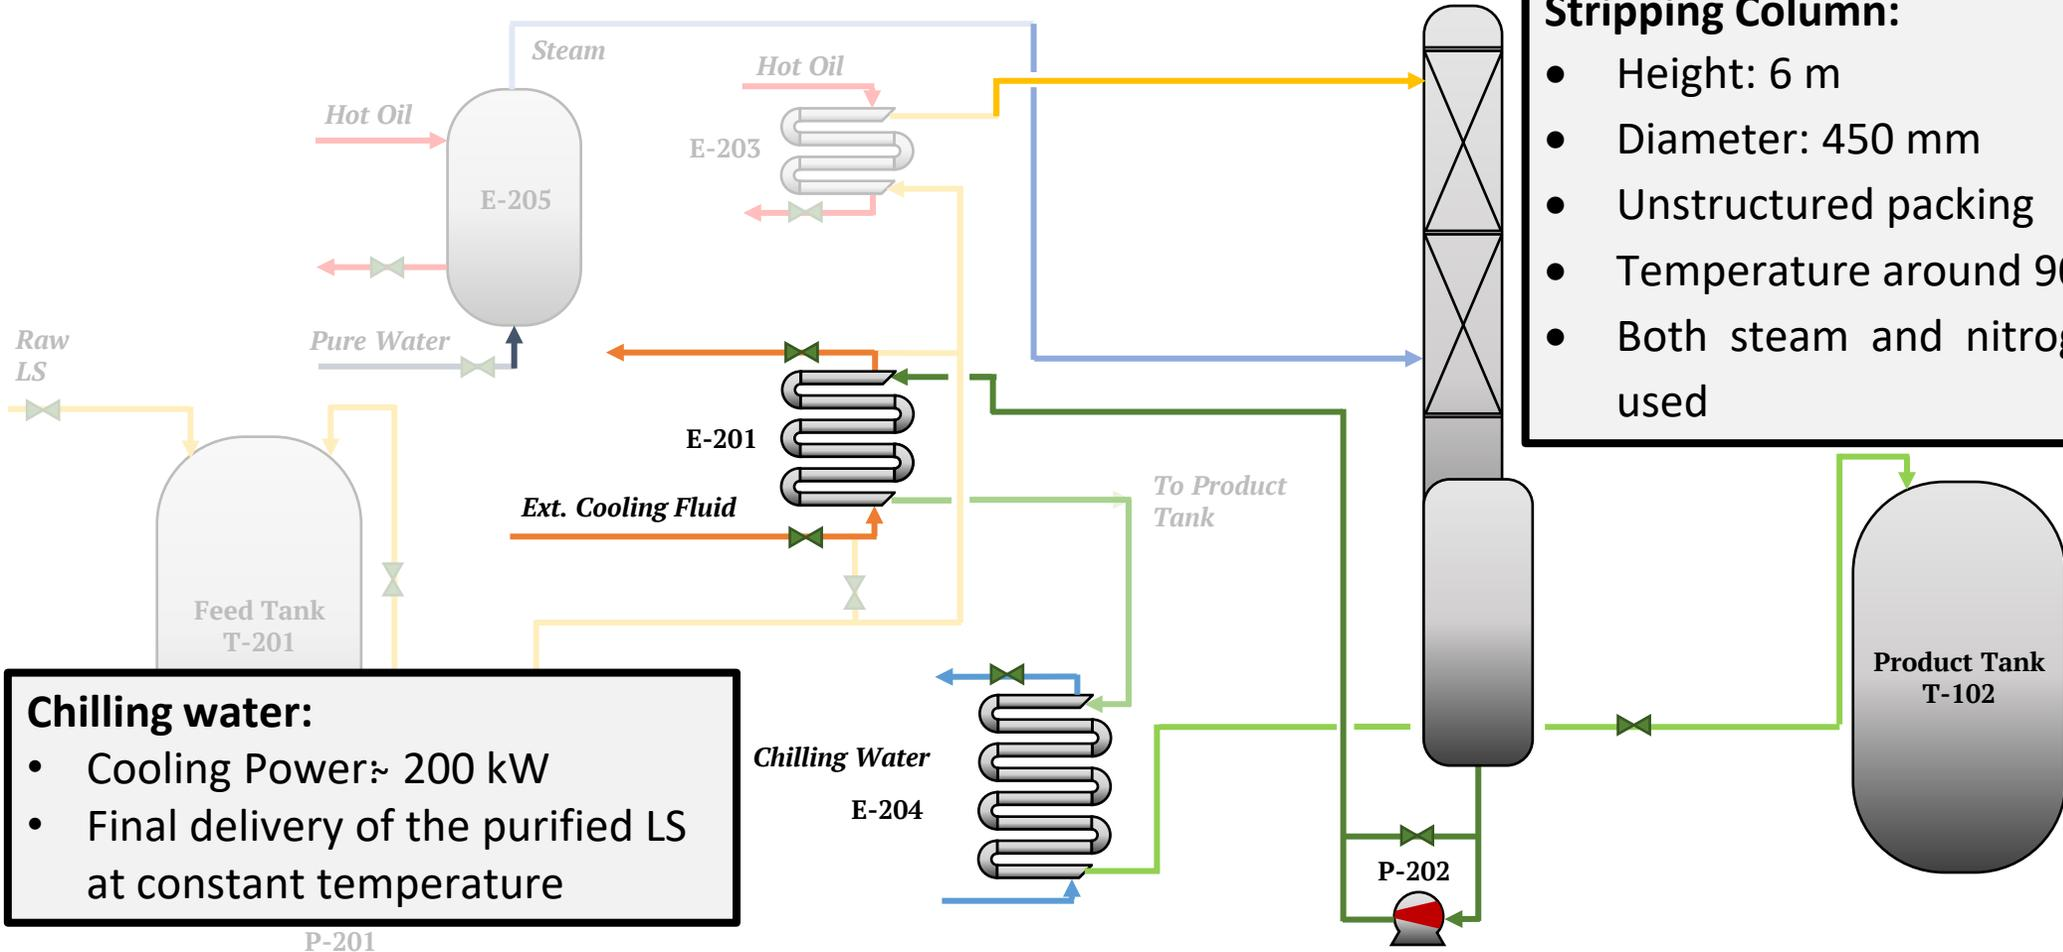 Stripping Column:
• Height: 6 m
• Diameter: 450 mm
• Unstructured packing
• Temperature around
• Both steam and
used
Steam
Hot Oil
Hot Oil
E-203
E-205
Pure Water
Raw
LS
E-201
Ext. Cooling Fluid
To Product
Tank
Feed Tank
T-201
Product Tank
T-102
Chilling water:
• Cooling Power:~ 200 kW
• Final delivery of the purified LS
at constant temperature
Chilling Water
E-204
P-202
P-201